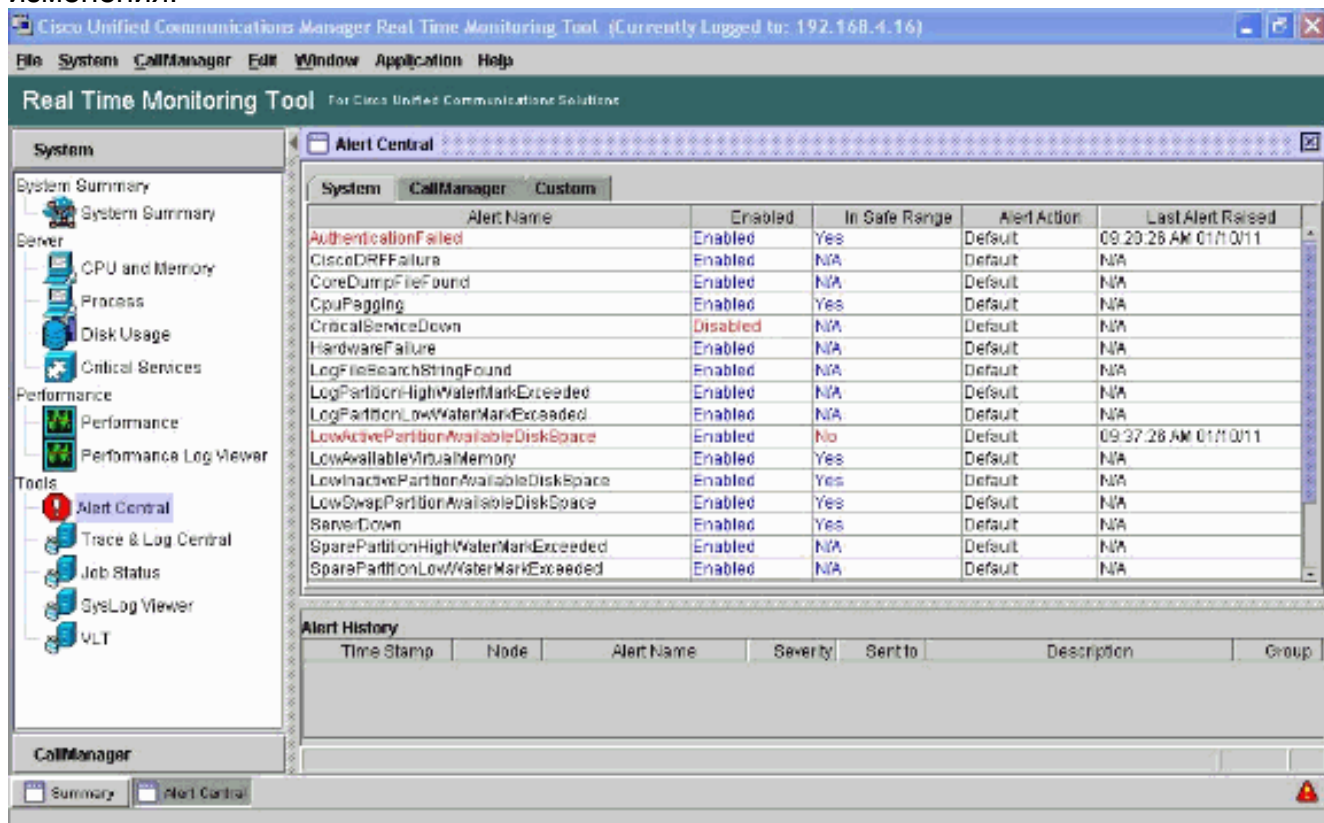 изменения.
Cisco Unified Communications Manager Real Time Monitoring Tool (Currently Logged to: 192.168.4.16)
File System CallManager Edit Window Application Help
Real Time Monitoring Tool For Cisco Unified Communications Solutions
System
System Summary
System Summary
Server
CPU and Memory
Process
Disk Usage
Critical Services
Performance
Performance
Performance Log Viewer
Tools
Alert Central
Trace & Log Central
Job Status
SysLog Viewer
VLT
CallManager
Alert Central
System CallManager Custom
Alert Name Enabled In Safe Range Alert Action Last Alert Raised
AuthenticationFailed Enabled Yes Default 09:28:26 AM 01/10/11
CiscoDRFFailure Enabled N/A Default N/A
CoreDumpFileFound Enabled N/A Default N/A
CpuPegging Enabled Yes Default N/A
CriticalServiceDown Disabled N/A Default N/A
HardwareFailure Enabled N/A Default N/A
LogFileSearchStringFound Enabled N/A Default N/A
LogPartitionHighWaterMarkExceeded Enabled N/A Default N/A
LogPartitionLowWaterMarkExceeded Enabled N/A Default N/A
LowActivePartitionAvailableDiskSpace Enabled No Default 09:37:26 AM 01/10/11
LowAvailableVirtualMemory Enabled Yes Default N/A
LowInactivePartitionAvailableDiskSpace Enabled Yes Default N/A
LowSwapPartitionAvailableDiskSpace Enabled Yes Default N/A
ServerDown Enabled Yes Default N/A
SparePartitionHighWaterMarkExceeded Enabled N/A Default N/A
SparePartitionLowWaterMarkExceeded Enabled N/A Default N/A
Alert History
Time Stamp Node Alert Name Severity Sent to Description Group
Summary Alert Central